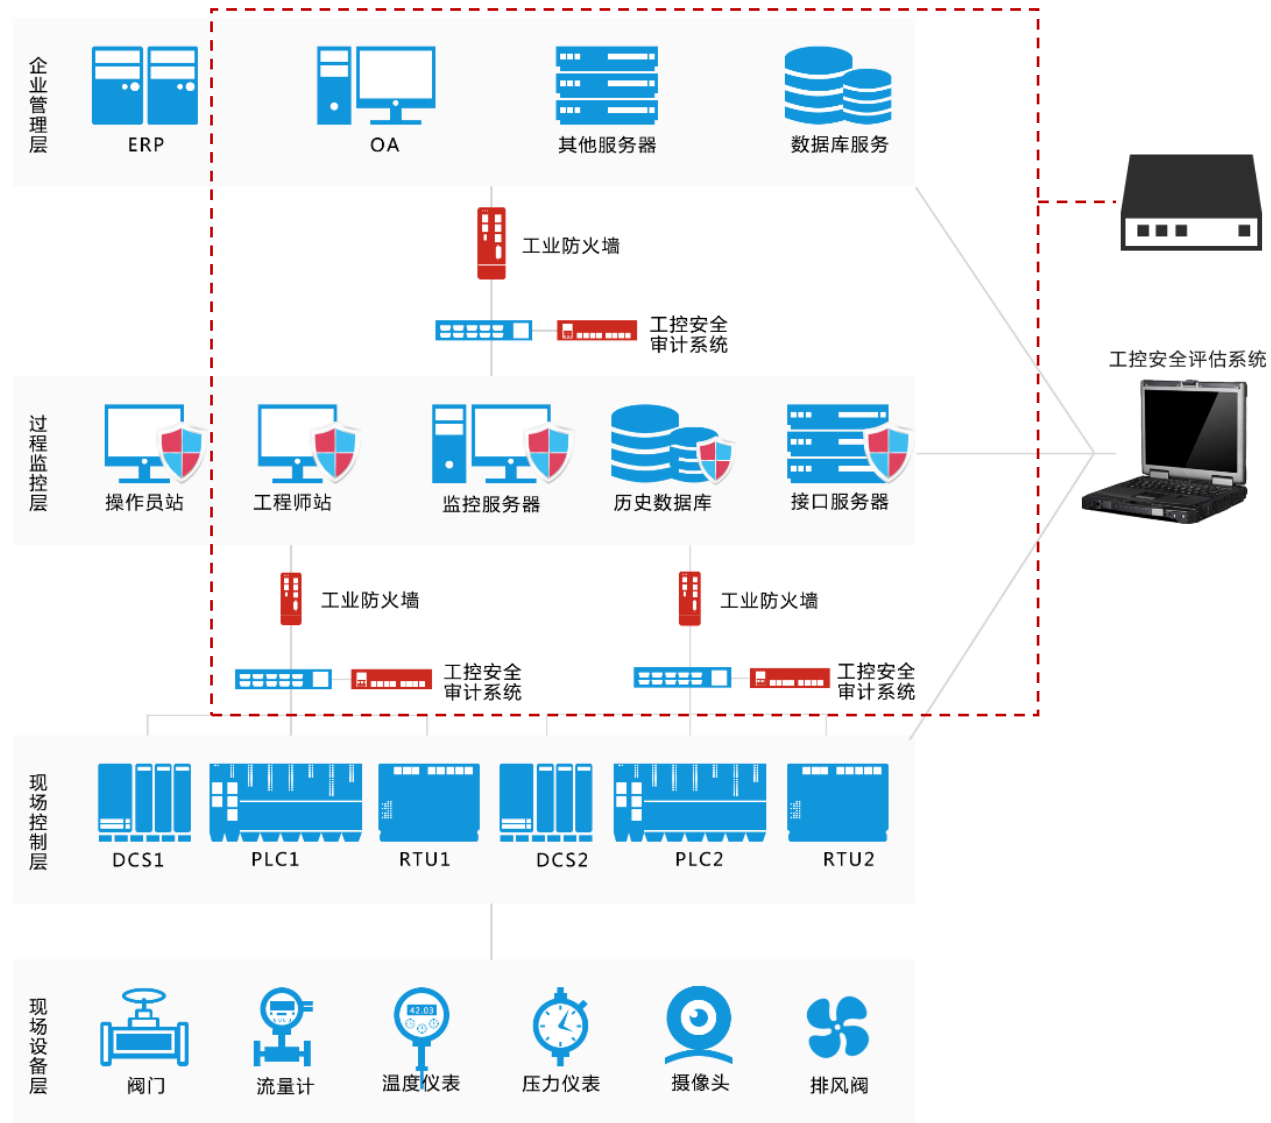 企业管理层
ERP
OA
其他服务器
数据库服务
工业防火墙
工控安全
审计系统
工控安全评估系统
过程监控层
操作员站
工程师站
监控服务器
历史数据库
接口服务器
工业防火墙
工业防火墙
工控安全
审计系统
工控安全
审计系统
现场控制层
DCS1
PLC1
RTU1
DCS2
PLC2
RTU2
现场设备层
42.03
阀门
流量计
温度仪表
压力仪表
摄像头
排风阀